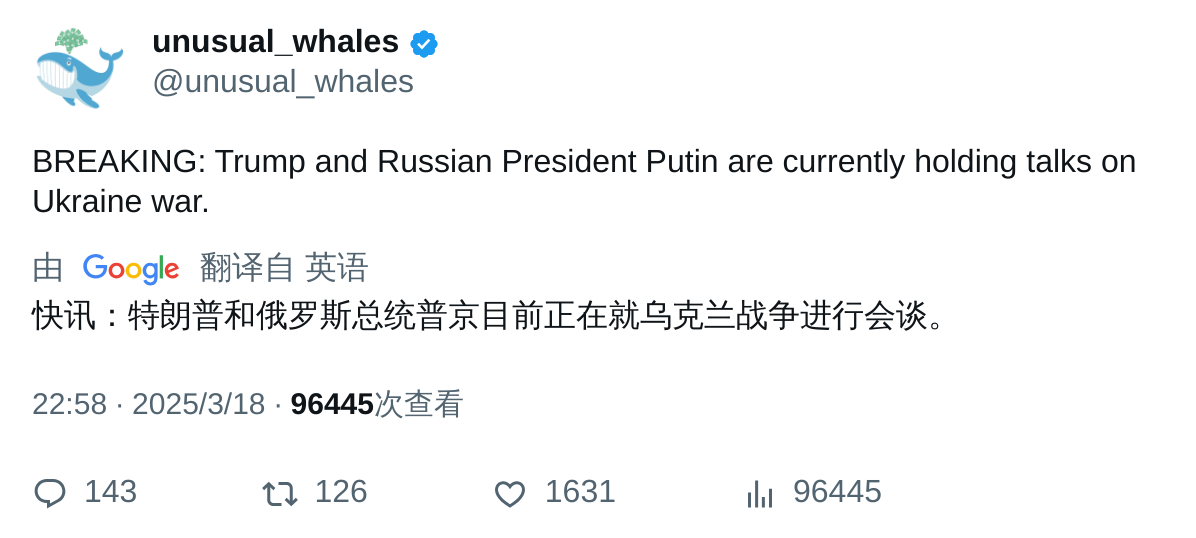 unusual_whales
@unusual_whales
BREAKING: Trump and Russian President Putin are currently holding talks on
Ukraine war.
由 Google 翻译自 英语
快讯：特朗普和俄罗斯总统普京目前正在就乌克兰战争进行会谈。
22:58 · 2025/3/18 · 96445次查看
143 126 1631 96445